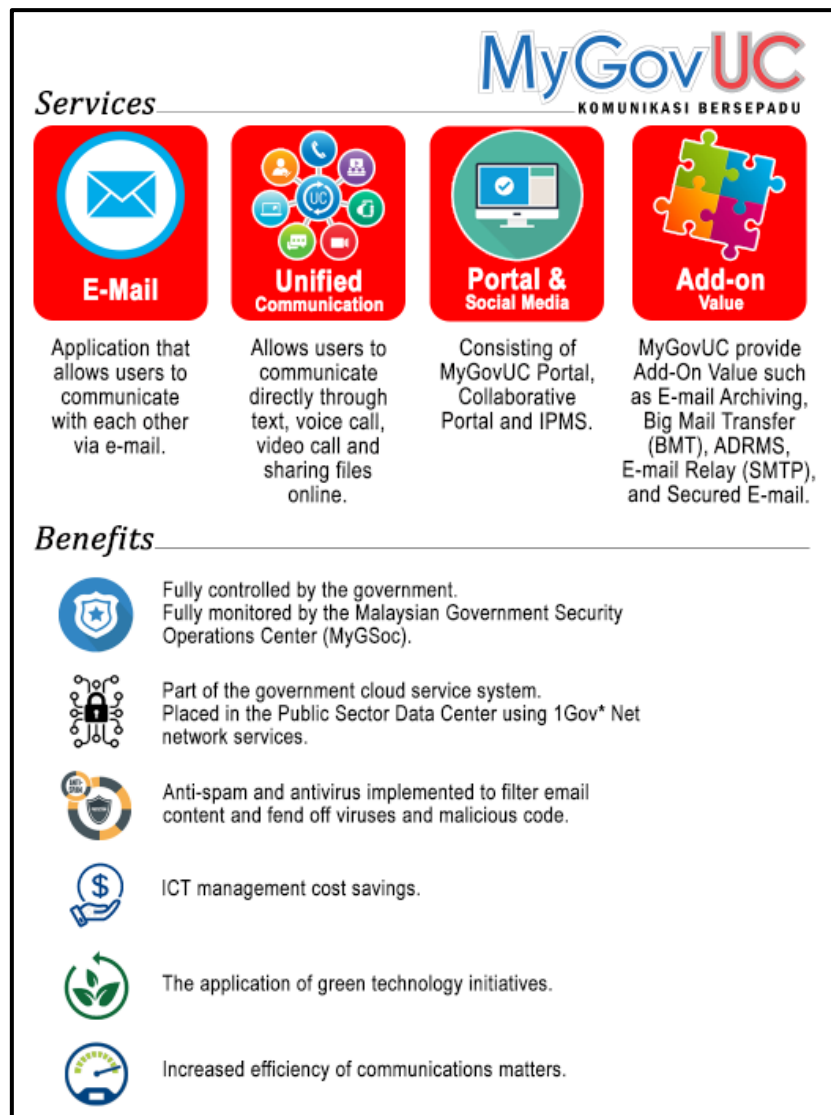 MyGovUC
KOMUNIKASI BERSEPADU
Services
E-Mail
Application that
allows users to
communicate
with each other
via e-mail.
UC
Unified
Communication
Allows users to
communicate
directly through
text, voice call,
video call and
sharing files
online.
Portal &
Social Media
Consisting of
MyGovUC Portal,
Collaborative
Portal and IPMS.
Add-on
Value
MyGovUC provide
Add-On Value such
as E-mail Archiving,
Big Mail Transfer
(BMT), ADRMS,
E-mail Relay (SMTP),
and Secured E-mail.
Benefits
Fully controlled by the government.
Fully monitored by the Malaysian Government Security
Operations Center (MyGSoc).
Part of the government cloud service system.
Placed in the Public Sector Data Center using 1Gov* Net
network services.
ANTI-
SPAM
Anti-spam and antivirus implemented to filter email
content and fend off viruses and malicious code.
$
ICT management cost savings.
The application of green technology initiatives.
Increased efficiency of communications matters.